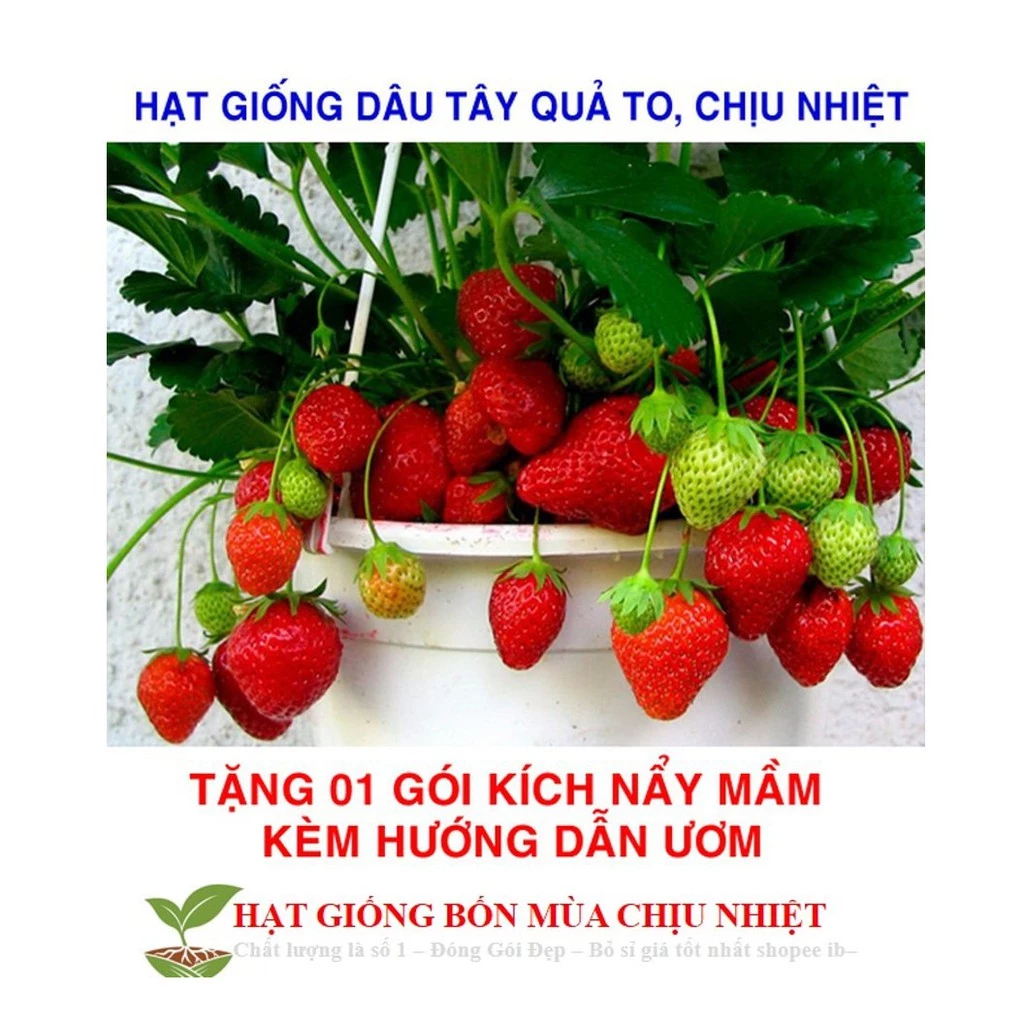 HẠT GIỐNG DÂU TÂY QUẢ TO, CHỊU NHIỆT
TẶNG 01 GÓI KÍCH NẨY MẦM
KÈM HƯỚNG DẪN ƯƠM
HẠT GIỐNG BỐN MÙA CHỊU NHIỆT
Chất lượng là số 1 – Đóng Gói Đẹp – Bỏ sỉ giá tốt nhất shopee ib–